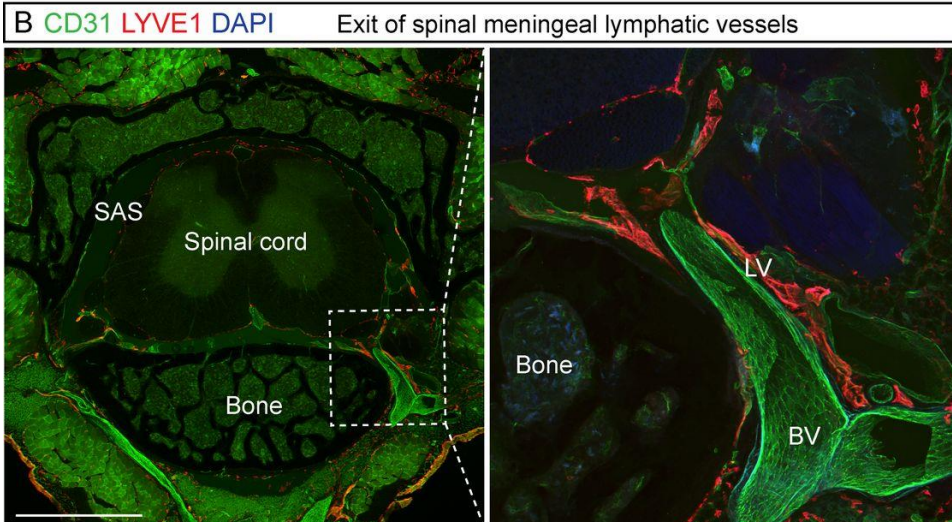 B CD31 LYVE1 DAPI Exit of spinal meningeal lymphatic vessels
SAS
Spinal cord
Bone
LV
Bone
BV